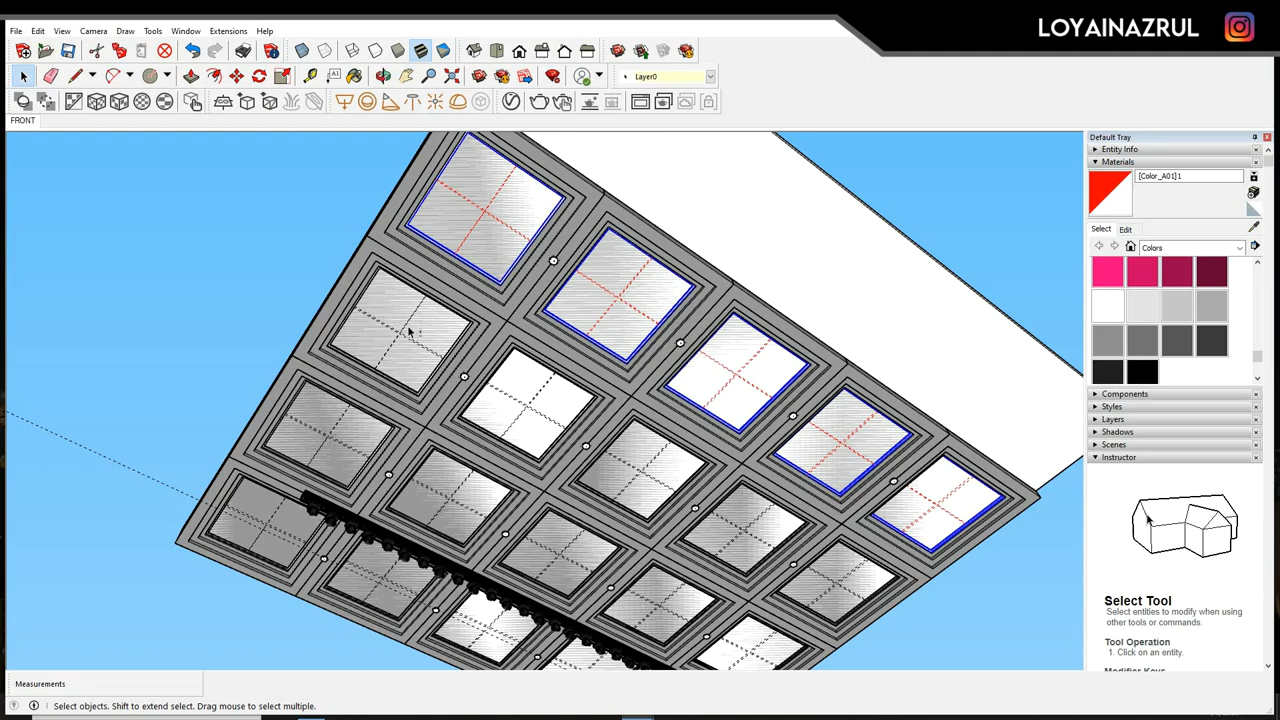 LOYAINAZRUL
File Edit View Camera Draw Tools Window Extensions Help
Layer0
FRONT
Default Tray
Entity Info
Materials
[Color_A01]1
Select Edit
Colors
Components
Styles
Layers
Shadows
Scenes
Instructor
Select Tool
Select entities to modify when using
other tools or commands.
Tool Operation
1. Click on an entity.
Modifier Keys
Measurements
Select objects. Shift to extend select. Drag mouse to select multiple.